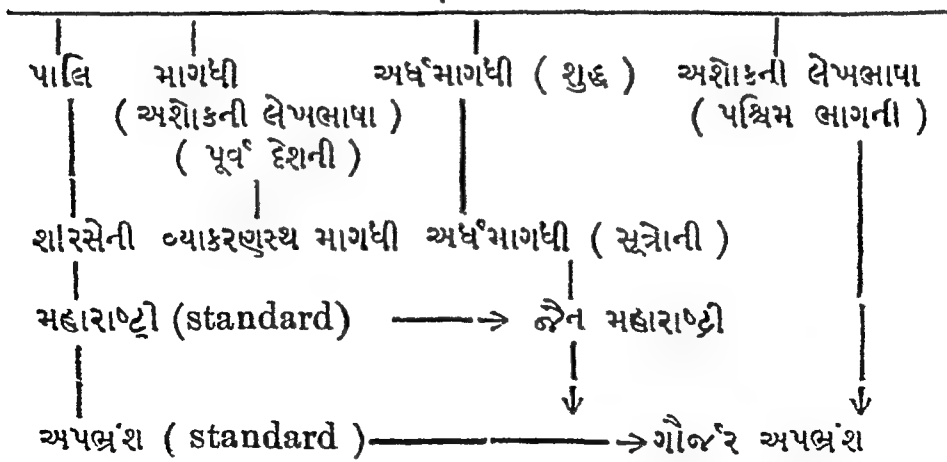 પાલિ માગધી અર્ધમાગધી ( શુદ્ધ ) અશોકની લેખભાષા
( અશોકની લેખભાષા ) ( પશ્ચિમ ભાગની )
( પૂર્વ દેશની )
શૌરસેની વ્યાકરણસ્થ માગધી અર્ધમાગધી ( સૂત્રોની )
મહારાષ્ટ્રી (standard) → જૈન મહારાષ્ટ્રી
અપભ્રંશ ( standard ) → ગૌર્જર અપભ્રંશ